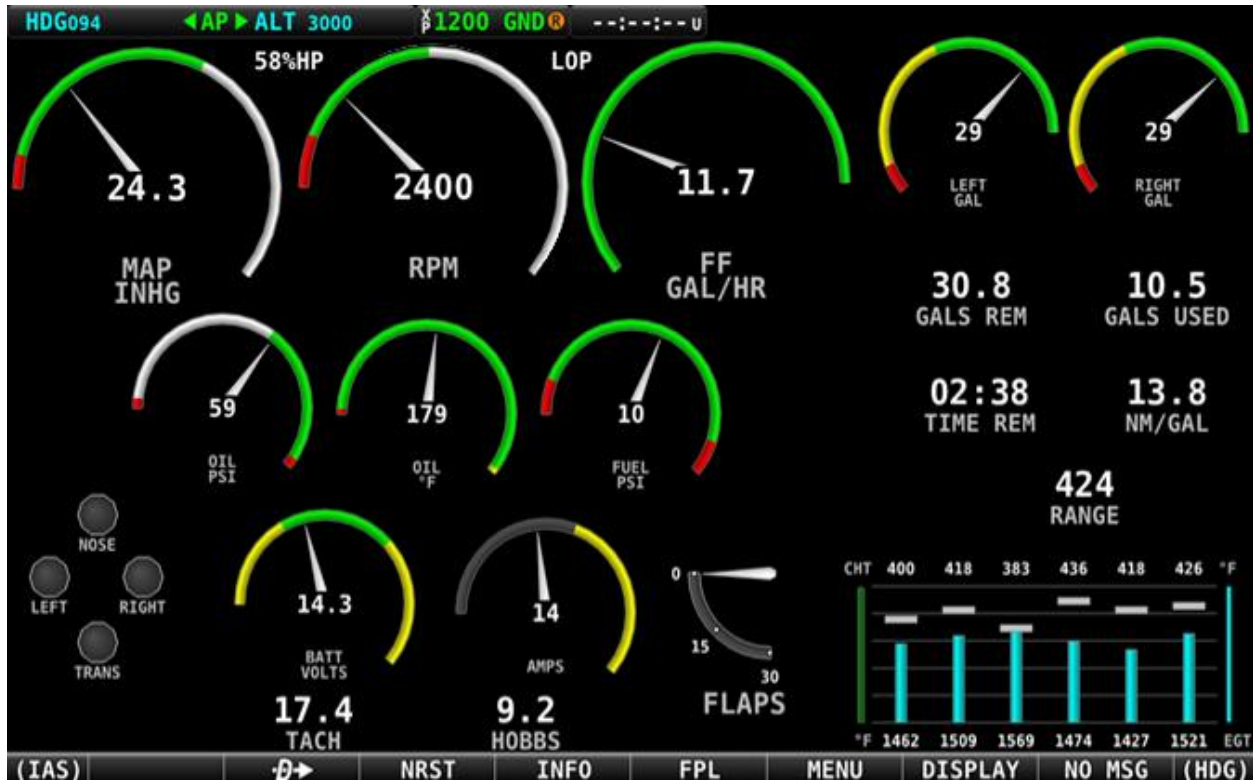 HDG094 ◀AP▶ ALT 3000 XP1200 GND R --:--:-- U
58%HP LOP
24.3 2400 11.7 29 29
LEFT GAL RIGHT GAL
MAP INHG RPM FF GAL/HR
30.8 10.5
GALS REM GALS USED
59 179 10
02:38 13.8
TIME REM NM/GAL
OIL PSI OIL °F FUEL PSI
424
RANGE
NOSE
LEFT RIGHT
TRANS
14.3 14
BATT VOLTS AMPS
0
15
30
FLAPS
17.4 9.2
TACH HOBBS
CHT 400 418 383 436 418 426 °F
°F 1462 1509 1569 1474 1427 1521 EGT
(IAS) D NRST INFO FPL MENU DISPLAY NO MSG (HDG)